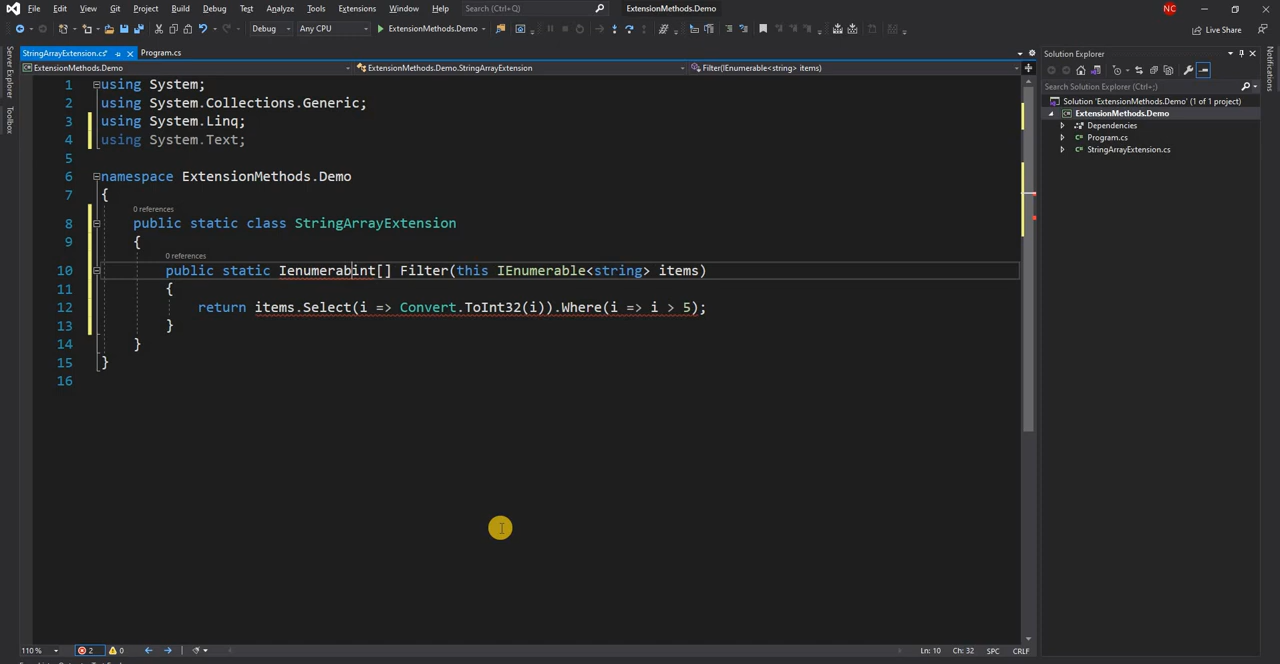 File Edit View Git Project Build Debug Test Analyze Tools Extensions Window Help Search (Ctrl+Q) ExtensionMethods.Demo NC
Debug Any CPU ExtensionMethods.Demo Live Share
StringArrayExtension.cs* Program.cs Solution Explorer
ExtensionMethods.Demo ExtensionMethods.Demo.StringArrayExtension Filter(IEnumerable<string> items)
Search Solution Explorer (Ctrl+;)
Solution 'ExtensionMethods.Demo' (1 of 1 project)
ExtensionMethods.Demo
Dependencies
Program.cs
StringArrayExtension.cs
Server Explorer
Toolbox
Notifications
1 using System;
2 using System.Collections.Generic;
3 using System.Linq;
4 using System.Text;
5
6 namespace ExtensionMethods.Demo
7 {
0 references
8 public static class StringArrayExtension
9 {
0 references
10 public static Ienumerabint[] Filter(this IEnumerable<string> items)
11 {
12 return items.Select(i => Convert.ToInt32(i)).Where(i => i > 5);
13 }
14 }
15 }
16
110 % 2 0 Ln: 10 Ch: 32 SPC CRLF